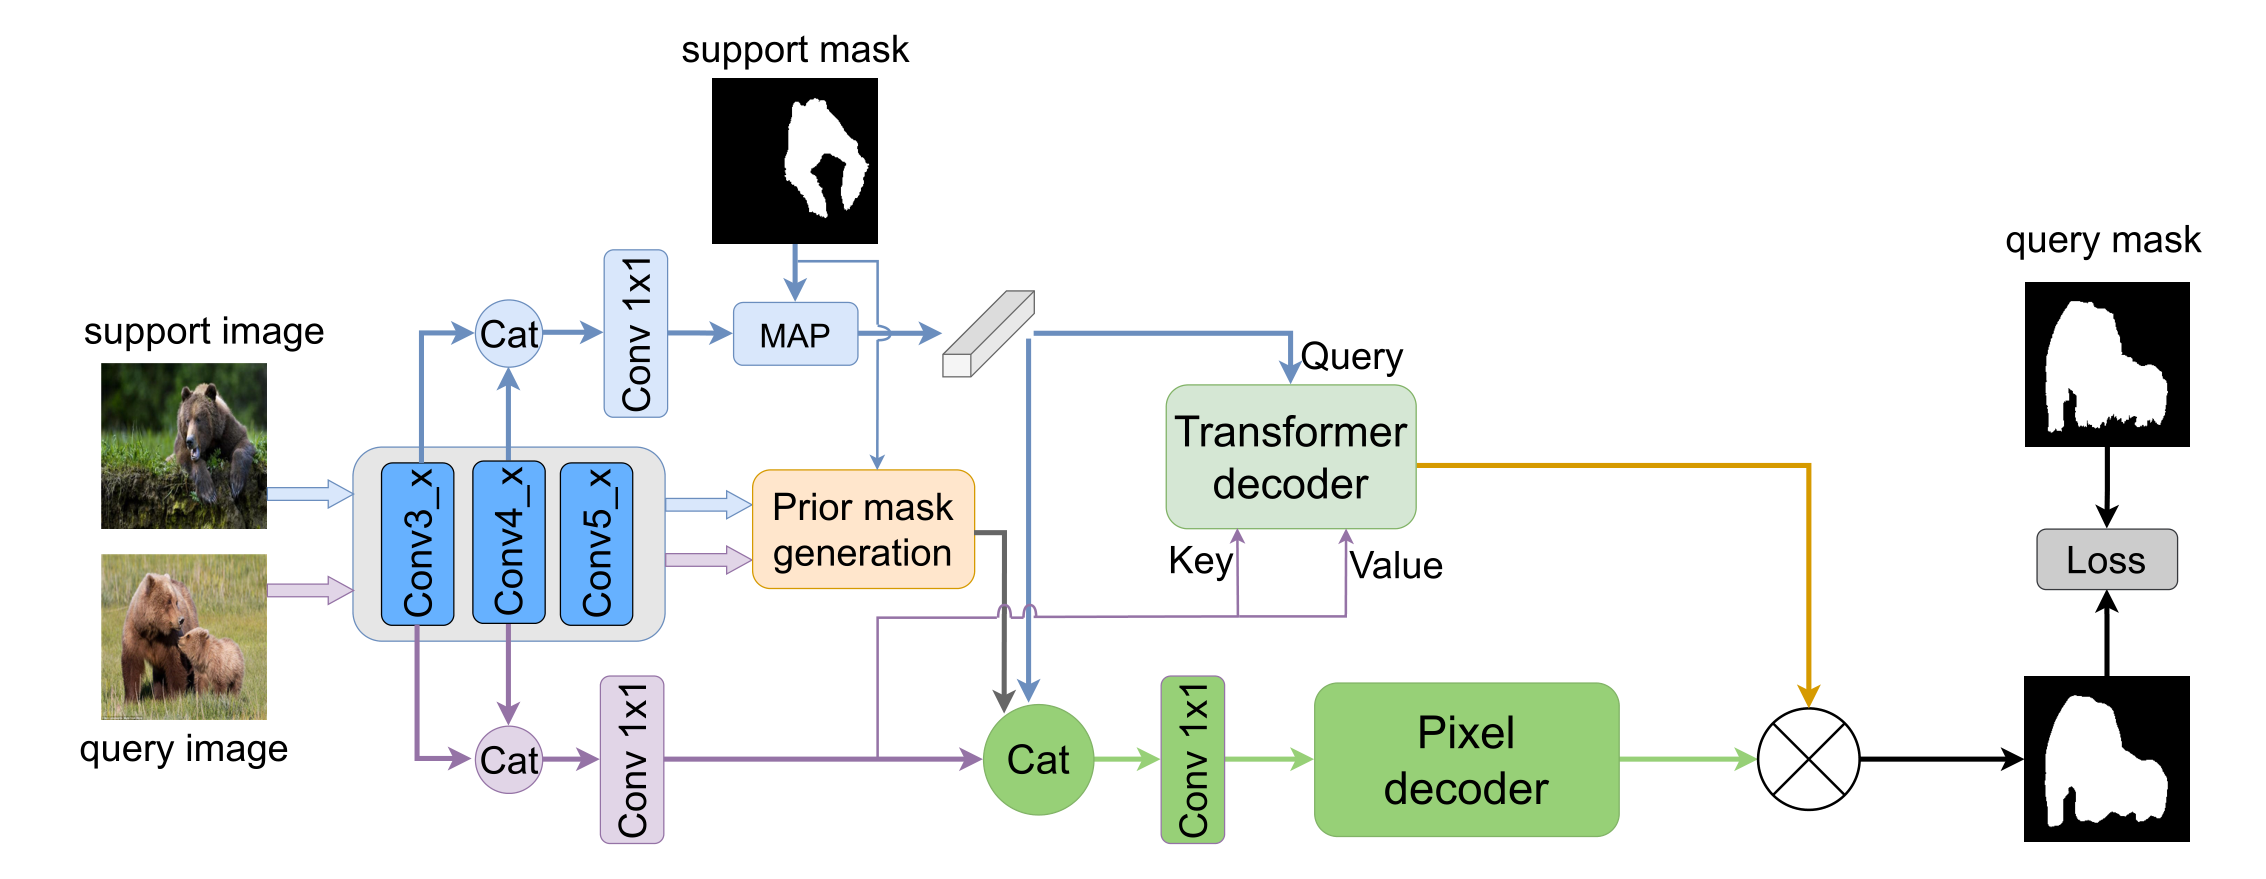 support mask
query mask
support image
Cat
Conv 1x1
MAP
Query
Transformer
decoder
Conv3_x
Conv4_x
Conv5_x
Prior mask
generation
Key
Value
Loss
query image
Cat
Conv 1x1
Cat
Conv 1x1
Pixel
decoder